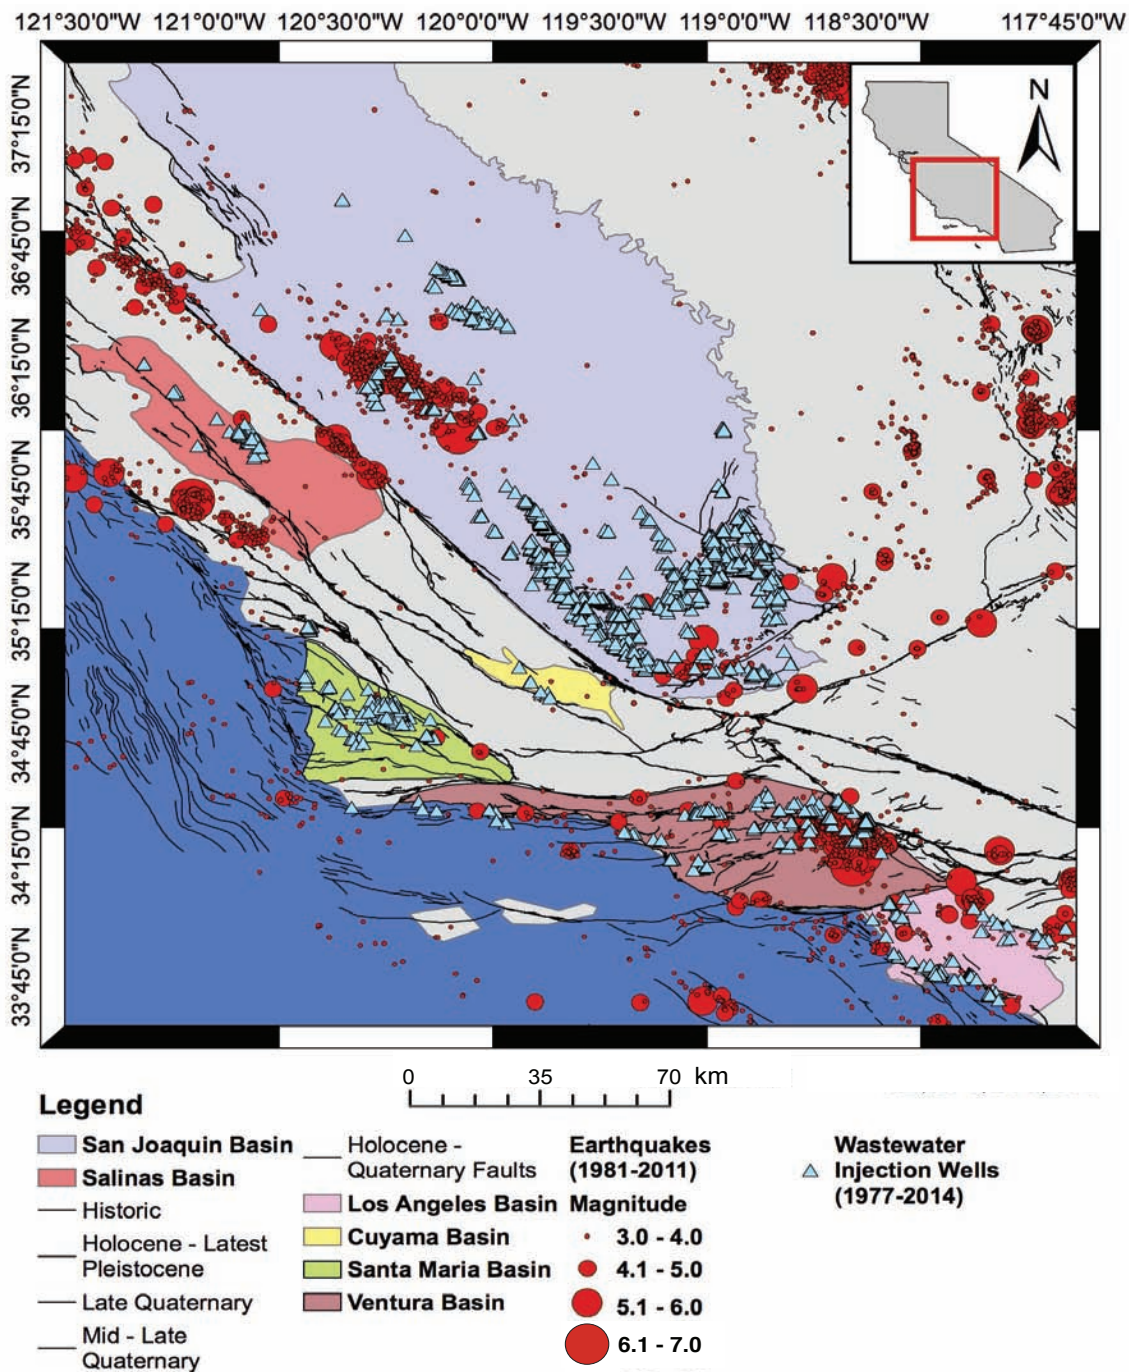 121°30'0"W 121°0'0"W 120°30'0"W 120°0'0"W 119°30'0"W 119°0'0"W 118°30'0"W 117°45'0"W
37°15'0"N
36°45'0"N
36°15'0"N
35°45'0"N
35°15'0"N
34°45'0"N
34°15'0"N
33°45'0"N
N
0 35 70 km
Legend
San Joaquin Basin
Salinas Basin
Historic
Holocene - Latest
Pleistocene
Late Quaternary
Mid - Late
Quaternary
Holocene -
Quaternary Faults
Los Angeles Basin
Cuyama Basin
Santa Maria Basin
Ventura Basin
Earthquakes
(1981-2011)
Magnitude
3.0 - 4.0
4.1 - 5.0
5.1 - 6.0
6.1 - 7.0
Wastewater
Injection Wells
(1977-2014)